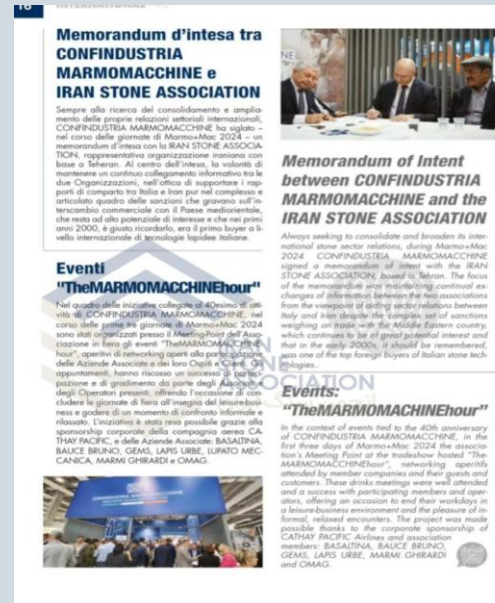 16
INTERNATIONAL
Memorandum d'intesa tra
CONFINDUSTRIA
MARMOMACCHINE e
IRAN STONE ASSOCIATION
Sempre alla ricerca del consolidamento e amplia-
mento delle proprie relazioni settoriali internazionali,
CONFINDUSTRIA MARMOMACCHINE ha siglato –
nel corso delle giornate di Marmo+Mac 2024 – un
memorandum d'intesa con la IRAN STONE ASSOCIA-
TION, rappresentativa organizzazione iraniana con
base a Teheran. Al centro dell'intesa, la volontà di
mantenere un continuo collegamento informativo tra le
due Organizzazioni, nell'ottica di supportare i rap-
porti di comparto tra Italia e Iran pur nel complesso e
articolato quadro delle sanzioni che gravano sull'in-
terscambio commerciale con il Paese mediorientale,
che resta ad alto potenziale di interesse e che nei primi
anni 2000, è giusto ricordarlo, era il primo buyer a li-
vello internazionale di tecnologie lapidee italiane.
Eventi
"TheMARMOMACCHINEhour"
Nel quadro delle iniziative collegate al 40esimo di atti-
vità di CONFINDUSTRIA MARMOMACCHINE, nel
corso delle prime tre giornate di Marmo+Mac 2024
sono stati organizzati presso il Meeting Point dell'Asso-
ciazione in fiera gli eventi "TheMARMOMACCHINE
hour", aperitivi di networking aperti alla partecipazione
delle Aziende Associate e dei loro Ospiti e Clienti. Gli
appuntamenti, hanno riscosso un successo di parteci-
pazione e di gradimento da parte degli Associati e
degli Operatori presenti, offrendo l'occasione di con-
cludere le giornate di fiera all'insegna del leisure-busi-
ness e godere di un momento di confronto informale e
rilassato. L'iniziativa è stata resa possibile grazie alla
sponsorship corporate della compagnia aerea CA-
THAY PACIFIC, e delle Aziende Associate: BASALTINA,
BAUCE BRUNO, GEMS, LAPIS URBE, LUPATO MEC-
CANICA, MARMI GHIRARDI e OMAG.
Memorandum of Intent
between CONFINDUSTRIA
MARMOMACCHINE and the
IRAN STONE ASSOCIATION
Always seeking to consolidate and broaden its inter-
national stone sector relations, during Marmo+Mac
2024 CONFINDUSTRIA MARMOMACCHINE
signed a memorandum of intent with the IRAN
STONE ASSOCIATION, based in Tehran. The focus
of the memorandum was maintaining continual ex-
changes of information between the two associations
from the viewpoint of aiding sector relations between
Italy and Iran despite the complex set of sanctions
weighing on trade with the Middle Eastern country,
which continues to be of great potential interest and
that in the early 2000s, it should be remembered,
was one of the top foreign buyers of Italian stone tech-
nologies..
Events:
"TheMARMOMACHINEhour"
In the context of events tied to the 40th anniversary
of CONFINDUSTRIA MARMOMACCHINE, in the
first three days of Marmo+Mac 2024 the associa-
tion's Meeting Point at the tradeshow hosted "The-
MARMOMACCHINEhour", networking aperitifs
attended by member companies and their guests and
customers. These drinks meetings were well attended
and a success with participating members and oper-
ators, offering an occasion to end their workdays in
a leisure-business environment and the pleasure of in-
formal, relaxed encounters. The project was made
possible thanks to the corporate sponsorship of
CATHAY PACIFIC Airlines and association
members: BASALTINA, BAUCE BRUNO,
GEMS, LAPIS URBE, MARMI GHIRARDI
and OMAG.
STONE
ASSOCIATION